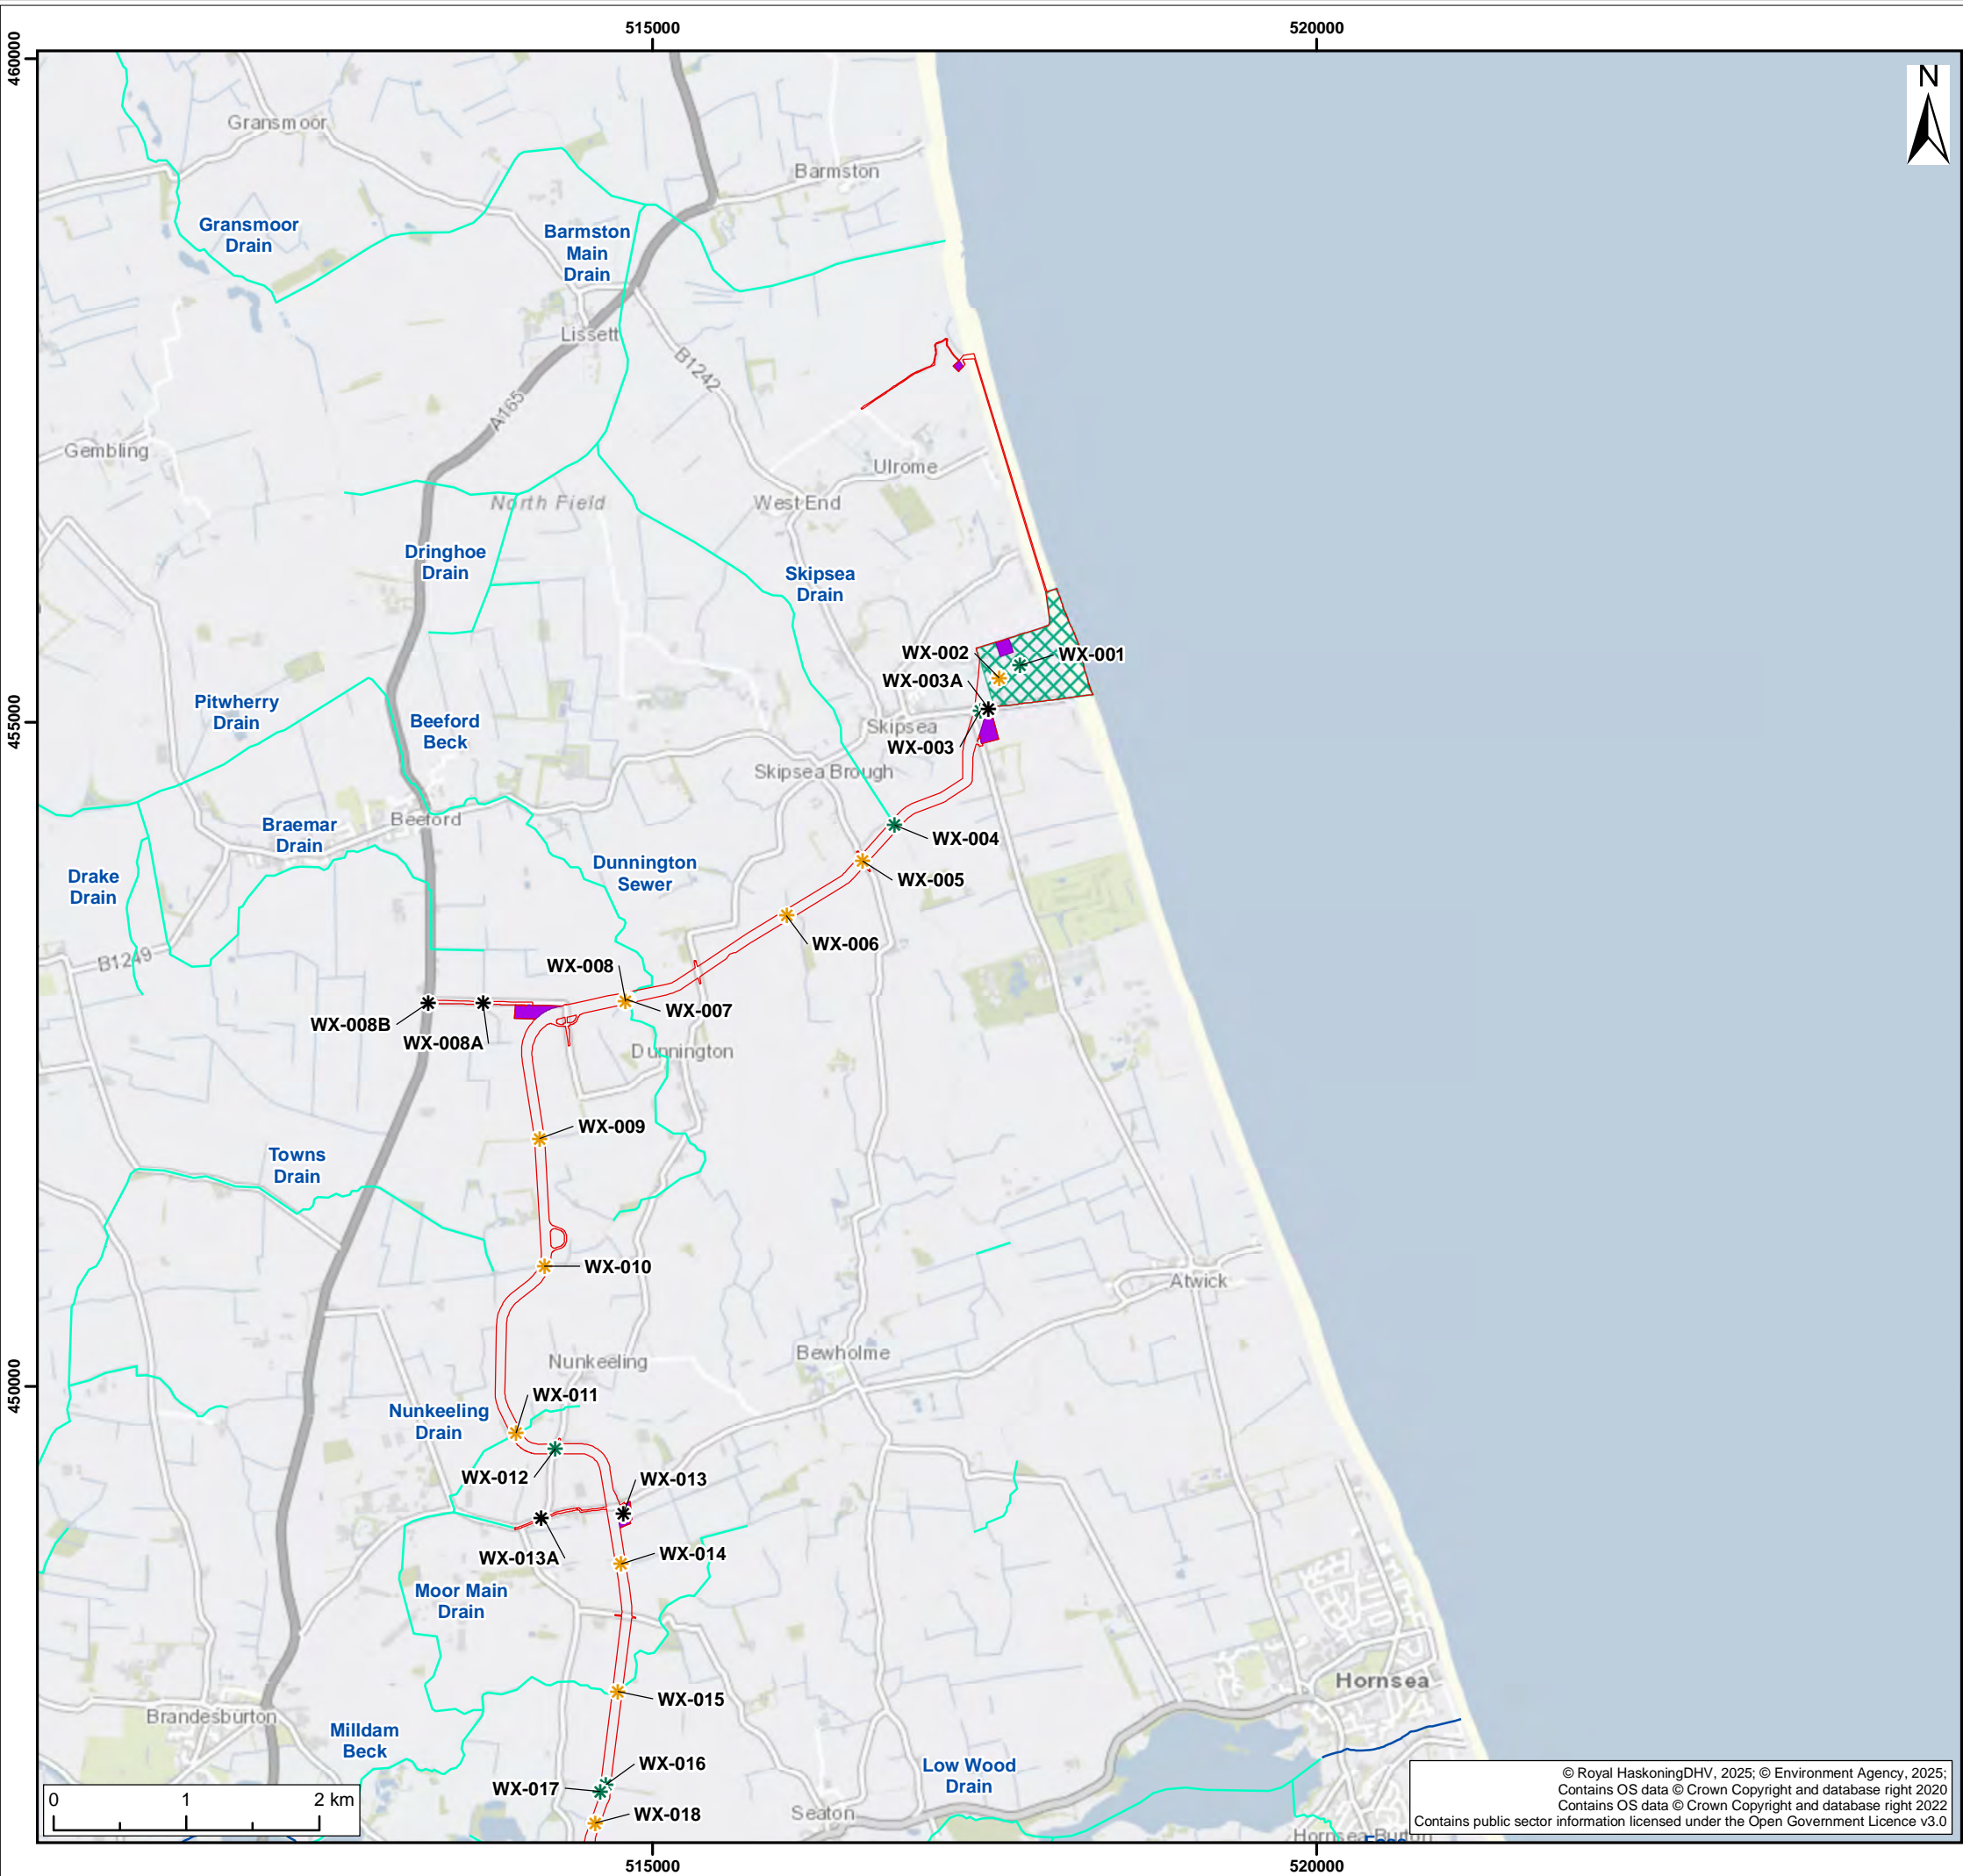 515000
520000
460000
N
Gransmoor
Barmston
Gransmoor
Drain
Barmston
Main
Drain
Lissett
B1242
A165
Gembling
Ulrome
North Field
West End
Dringhoe
Drain
Skipsea
Drain
WX-002
WX-001
WX-003A
Pitwherry
Drain
Beeford
Beck
455000
Skipsea
WX-003
Skipsea Brough
Beeford
Braemar
Drain
WX-004
Dunnington
Sewer
Drake
Drain
WX-005
WX-006
B1249
WX-008
WX-007
WX-008B
WX-008A
Dunnington
WX-009
Towns
Drain
WX-010
Atwick
Nunkeeling
Bewholme
450000
WX-011
Nunkeeling
Drain
WX-012
WX-013
WX-013A
WX-014
Moor Main
Drain
Hornsea
WX-015
Brandesburton
Milldam
Beck
WX-016
Low Wood
Drain
WX-017
WX-018
Seaton
0 1 2 km
© Royal HaskoningDHV, 2025; © Environment Agency, 2025;
Contains OS data © Crown Copyright and database right 2020
Contains OS data © Crown Copyright and database right 2022
Contains public sector information licensed under the Open Government Licence v3.0
Hornsea Burton
515000
520000